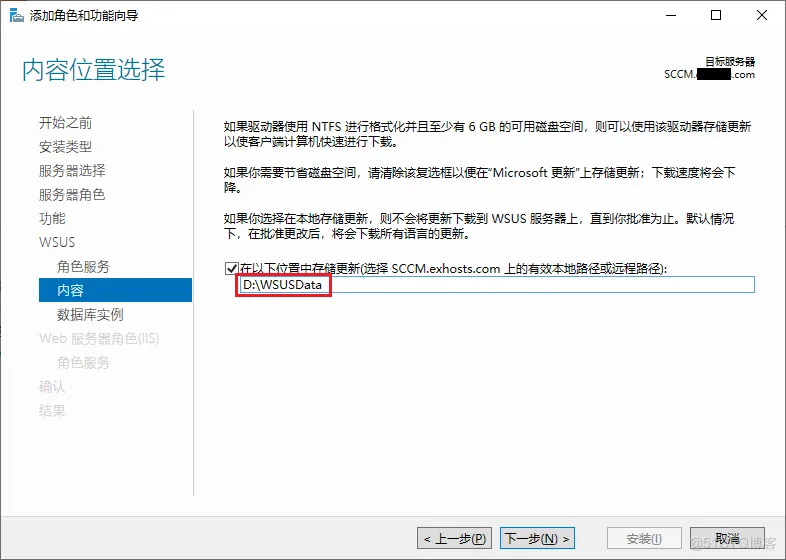 添加角色和功能向导
内容位置选择
目标服务器
SCCM. .com
开始之前
安装类型
服务器选择
服务器角色
功能
WSUS
角色服务
内容
数据库实例
Web 服务器角色(IIS)
角色服务
确认
结果
如果驱动器使用 NTFS 进行格式化并且至少有 6 GB 的可用磁盘空间，则可以使用该驱动器存储更新
以使客户端计算机快速进行下载。
如果你需要节省磁盘空间，请清除该复选框以便在"Microsoft 更新"上存储更新；下载速度将会下
降。
如果你选择在本地存储更新，则不会将更新下载到 WSUS 服务器上，直到你批准为止。默认情况
下，在批准更改后，将会下载所有语言的更新。
在以下位置中存储更新(选择 SCCM.exhosts.com 上的有效本地路径或远程路径):
D:\WSUSData
< 上一步(P)
下一步(N) >
安装(I)
取消
@51CTO博客